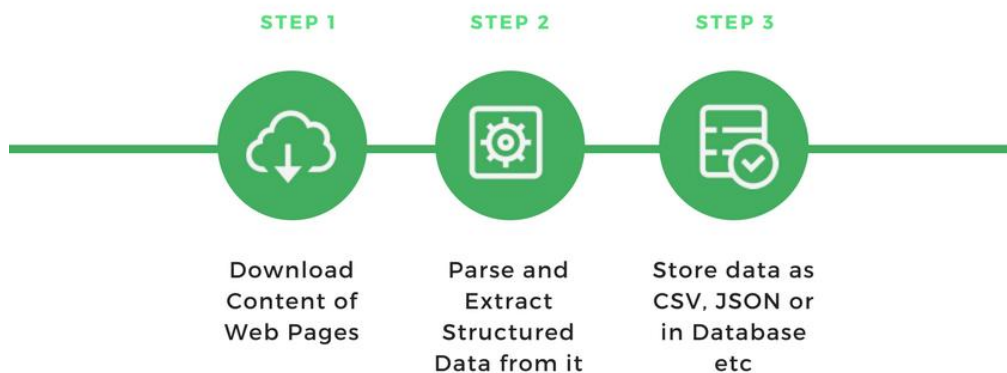 STEP 1
STEP 2
STEP 3
Download
Content of
Web Pages
Parse and
Extract
Structured
Data from it
Store data as
CSV, JSON or
in Database
etc